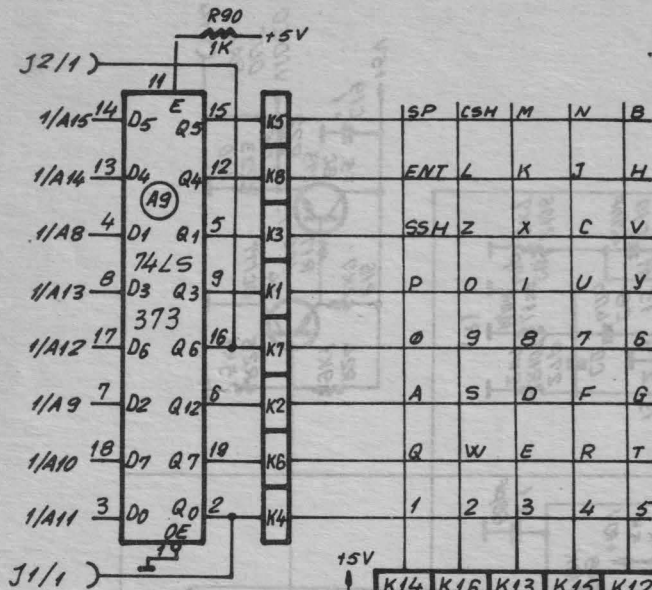 R90
1K +5V
J2/1
11
E
1/A15 14 D5 Q5 15 K5 SP CSH M N B
1/A14 13 D4 Q4 12 K8 ENT L K J H
A9
1/A8 4 D1 Q1 5 K3 SSH Z X C V
74LS
1/A13 8 D3 Q3 9 K1 P O I U Y
373
1/A12 17 D6 Q6 16 K7 Ø 9 8 7 6
1/A9 7 D2 Q12 6 K2 A S D F G
1/A10 18 D7 Q7 19 K6 Q W E R T
1/A11 3 D0 Q0 2 K4 1 2 3 4 5
OE
J1/1
+5V
K14 K16 K13 K15 K12